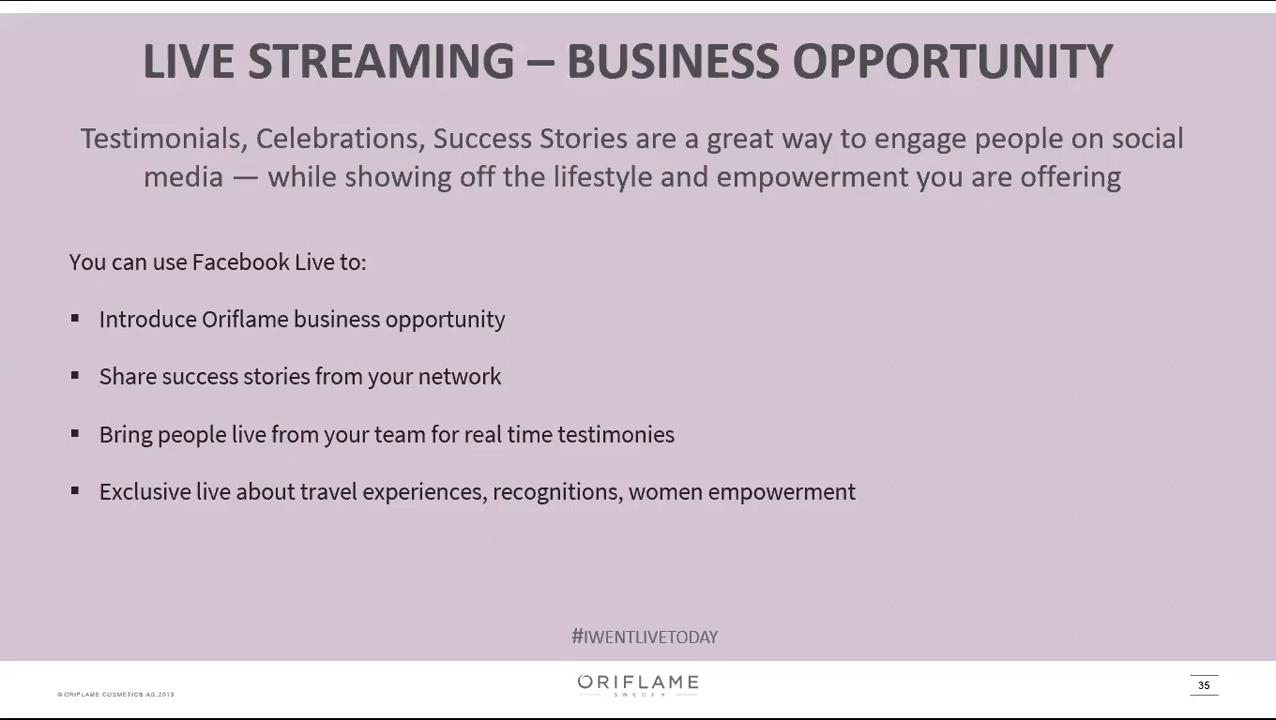 LIVE STREAMING – BUSINESS OPPORTUNITY
Testimonials, Celebrations, Success Stories are a great way to engage people on social
media — while showing off the lifestyle and empowerment you are offering
You can use Facebook Live to:
▪ Introduce Oriflame business opportunity
▪ Share success stories from your network
▪ Bring people live from your team for real time testimonies
▪ Exclusive live about travel experiences, recognitions, women empowerment
#IWENTLIVETODAY
© ORIFLAME COSMETICS AG, 2013
ORIFLAME
SWEDEN
35